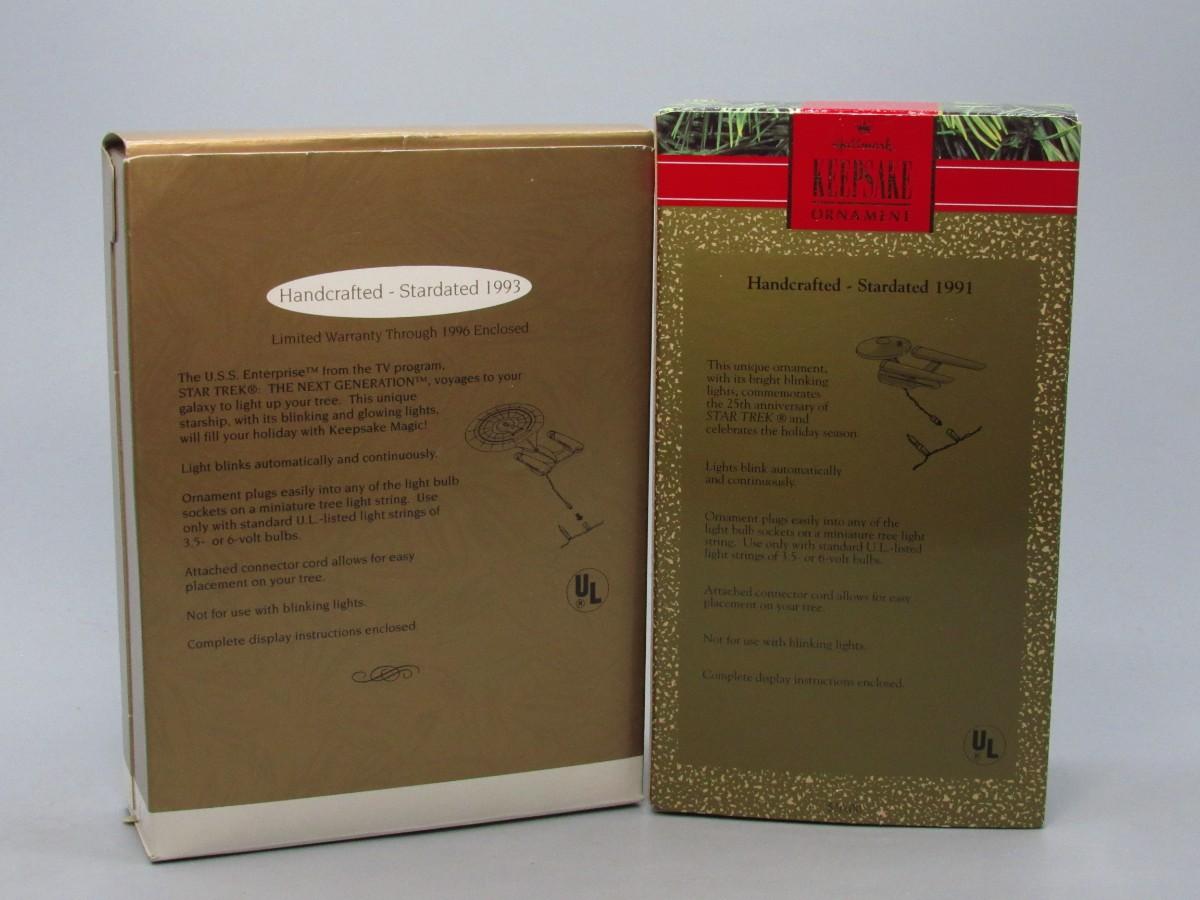 Handcrafted - Stardated 1993
Limited Warranty Through 1996 Enclosed
The U.S.S. Enterprise™ from the TV program,
STAR TREK®: THE NEXT GENERATION™, voyages to your
galaxy to light up your tree. This unique
starship, with its blinking and glowing lights,
will fill your holiday with Keepsake Magic!
Light blinks automatically and continuously.
Ornament plugs easily into any of the light bulb
sockets on a miniature tree light string. Use
only with standard U.L.-listed light strings of
3.5- or 6-volt bulbs.
Attached connector cord allows for easy
placement on your tree.
Not for use with blinking lights.
Complete display instructions enclosed.
UL
®
Hallmark
KEEPSAKE
ORNAMENT
Handcrafted - Stardated 1991
This unique ornament,
with its bright blinking
lights, commemorates
the 25th anniversary of
STAR TREK ® and
celebrates the holiday season.
Lights blink automatically
and continuously.
Ornament plugs easily into any of the
light bulb sockets on a miniature tree light
string. Use only with standard U.L.-listed
light strings of 3.5- or 6-volt bulbs.
Attached connector cord allows for easy
placement on your tree.
Not for use with blinking lights.
Complete display instructions enclosed.
UL
®